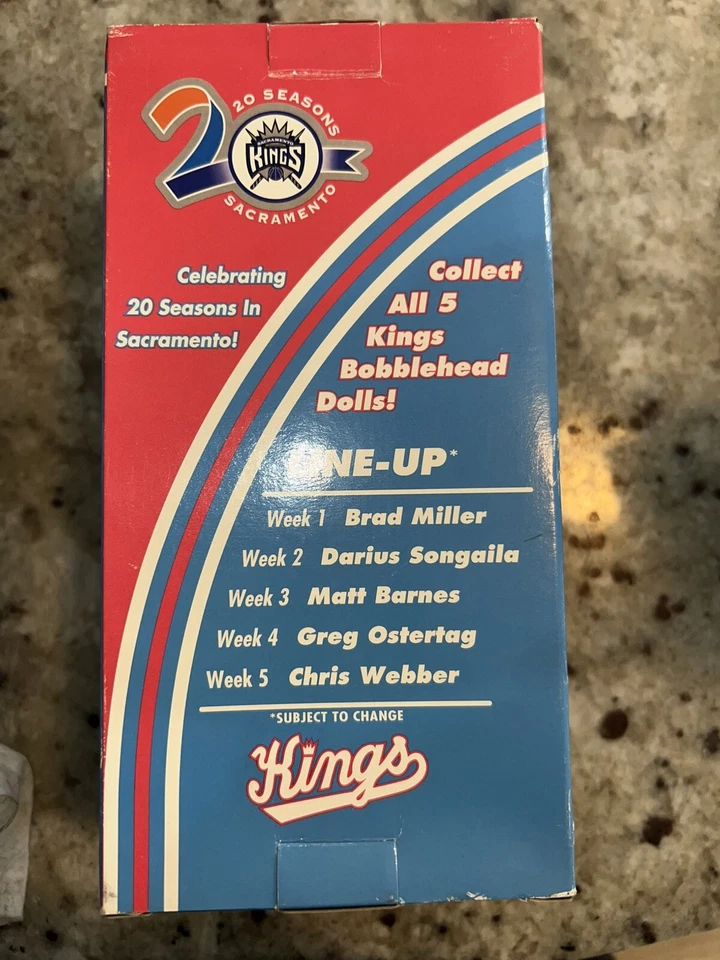 20 SEASONS
SACRAMENTO
KINGS
SACRAMENTO
Celebrating
20 Seasons In
Sacramento!
Collect
All 5
Kings
Bobblehead
Dolls!
LINE-UP*
Week 1 Brad Miller
Week 2 Darius Songaila
Week 3 Matt Barnes
Week 4 Greg Ostertag
Week 5 Chris Webber
*SUBJECT TO CHANGE
Kings